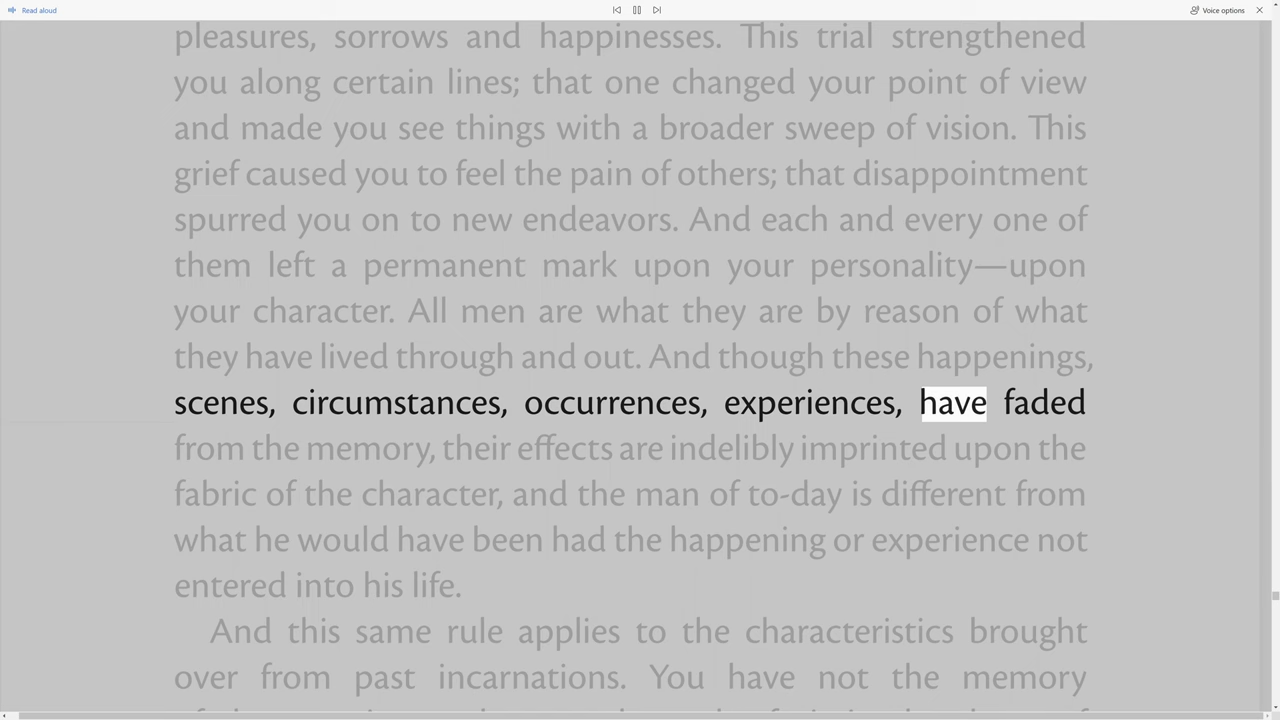 Read aloud
Voice options
pleasures, sorrows and happinesses. This trial strengthened
you along certain lines; that one changed your point of view
and made you see things with a broader sweep of vision. This
grief caused you to feel the pain of others; that disappointment
spurred you on to new endeavors. And each and every one of
them left a permanent mark upon your personality—upon
your character. All men are what they are by reason of what
they have lived through and out. And though these happenings,
scenes, circumstances, occurrences, experiences, have faded
from the memory, their effects are indelibly imprinted upon the
fabric of the character, and the man of to-day is different from
what he would have been had the happening or experience not
entered into his life.
And this same rule applies to the characteristics brought
over from past incarnations. You have not the memory